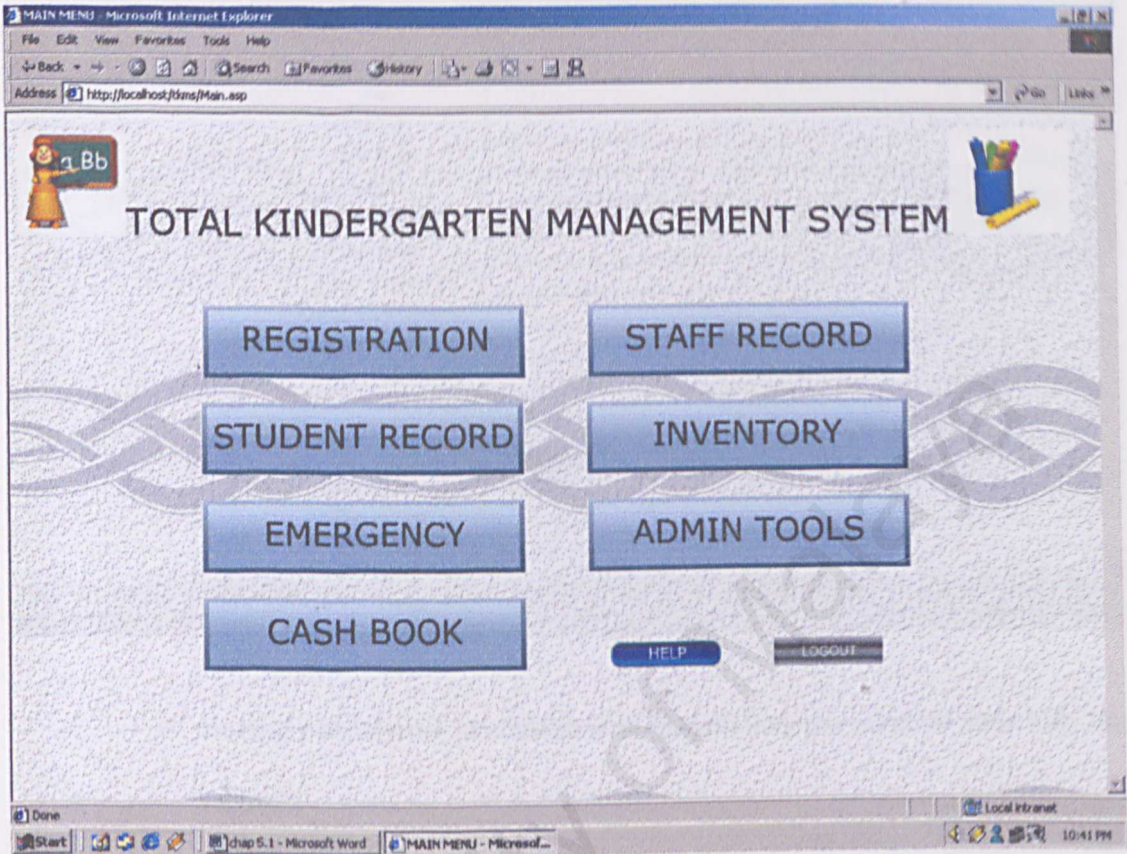 MAIN MENU - Microsoft Internet Explorer
File Edit View Favorites Tools Help
Back Search Favorites History
Address http://localhost/tkms/Main.asp Go Links »
a Bb
TOTAL KINDERGARTEN MANAGEMENT SYSTEM
REGISTRATION STAFF RECORD
STUDENT RECORD INVENTORY
EMERGENCY ADMIN TOOLS
CASH BOOK HELP LOGOUT
Done Local intranet
Start chap 5.1 - Microsoft Word MAIN MENU - Microsof... 10:41 PM
of Malaya